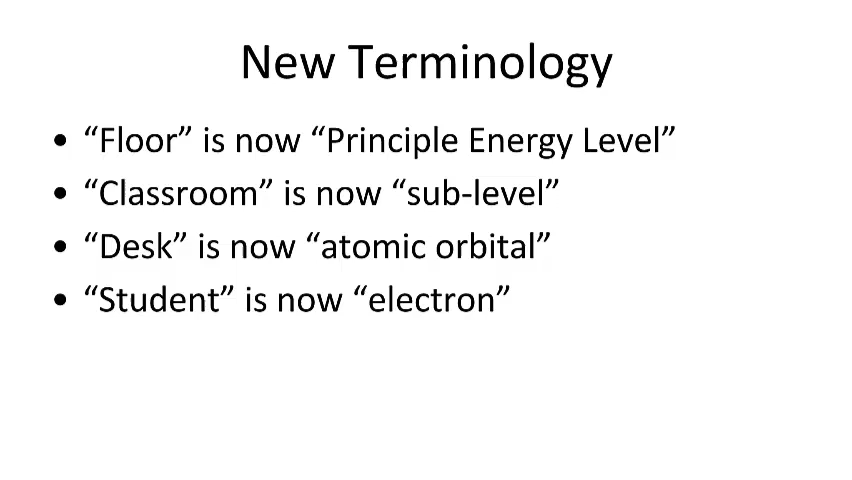 New Terminology
• “Floor” is now “Principle Energy Level”
• “Classroom” is now “sub-level”
• “Desk” is now “atomic orbital”
• “Student” is now “electron”